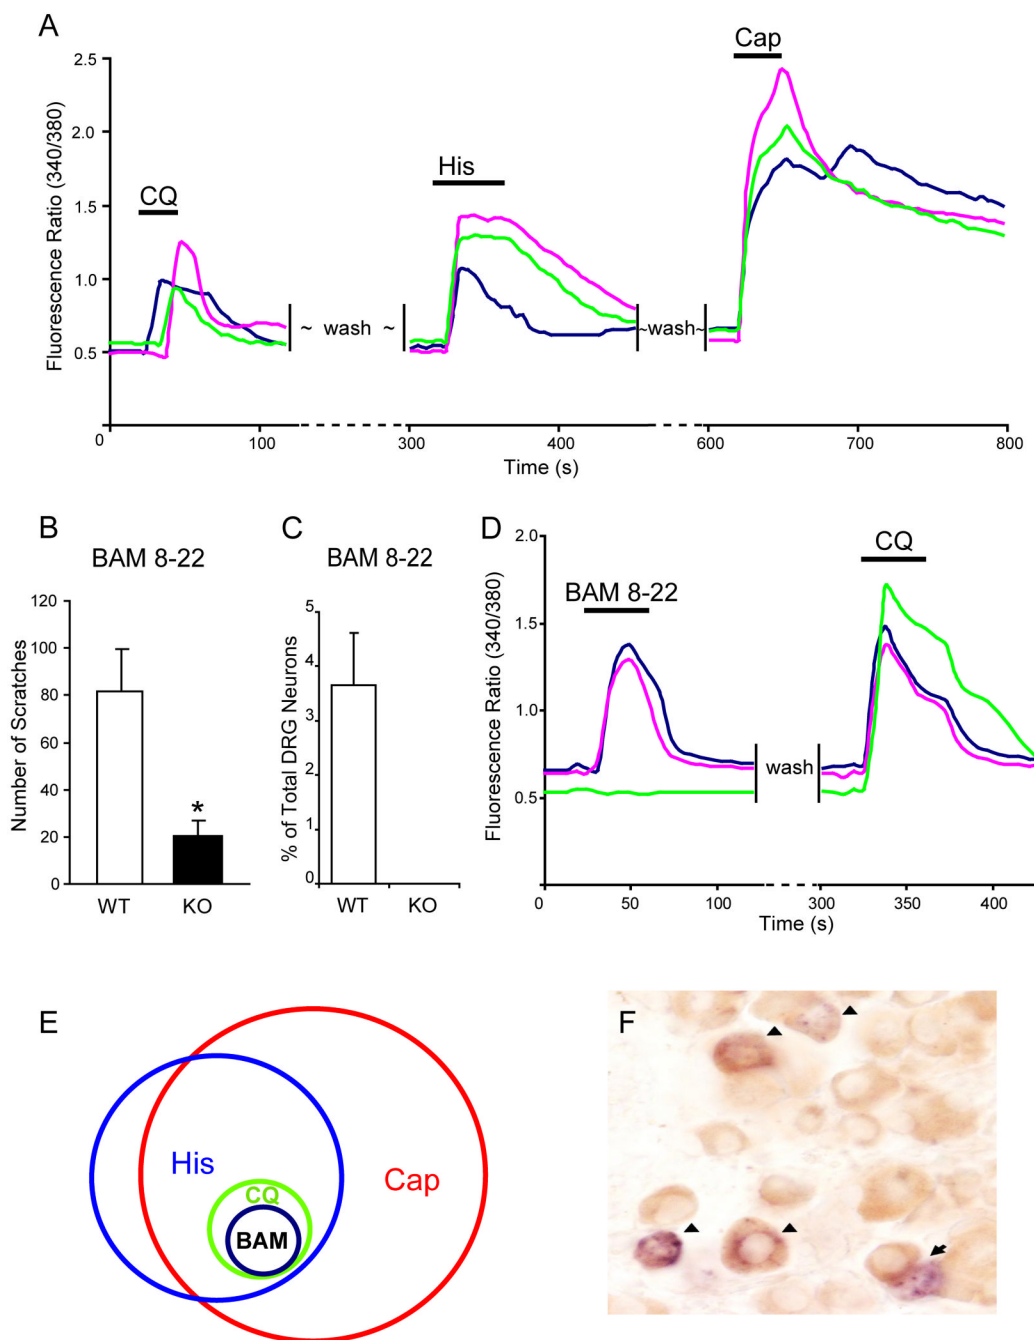 A
Fluorescence Ratio (340/380)
2.5
2.0
1.5
1.0
0.5
CQ
His
Cap
~ wash ~
~wash~
0
100
300
400
600
700
800
Time (s)
B
BAM 8-22
Number of Scratches
120
100
80
60
40
20
0
*
WT
KO
C
BAM 8-22
% of Total DRG Neurons
5
4
3
2
1
0
WT
KO
D
Fluorescence Ratio (340/380)
2.0
1.5
1.0
0.5
BAM 8-22
CQ
wash
0
50
100
300
350
400
Time (s)
E
His
CQ
BAM
Cap
F